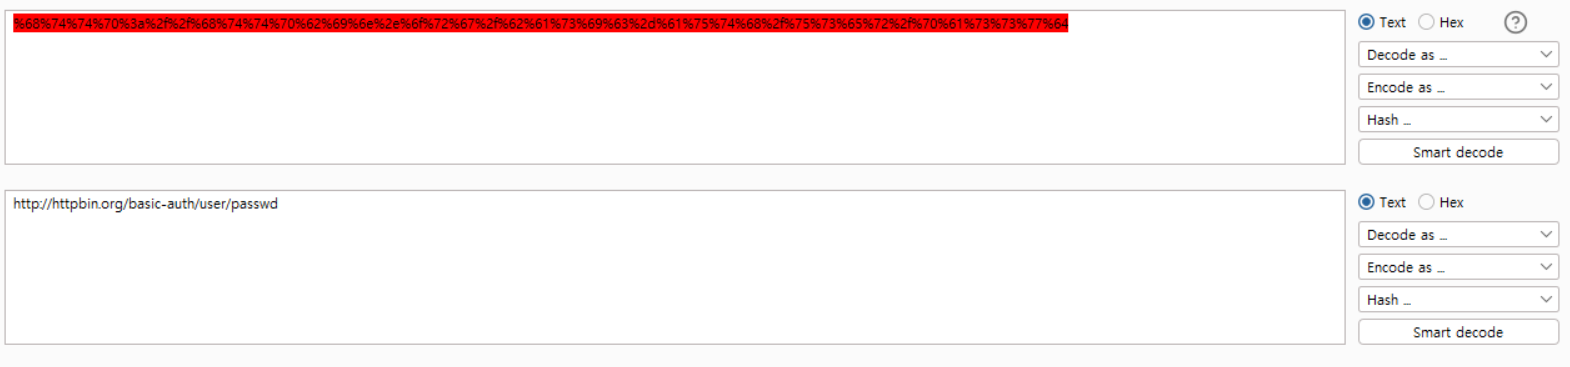 %68%74%74%70%3a%2f%2f%68%74%74%70%62%69%6e%2e%6f%72%67%2f%62%61%73%69%63%2d%61%75%74%68%2f%75%73%65%72%2f%70%61%73%73%77%64
Text Hex ?
Decode as ...
Encode as ...
Hash ...
Smart decode
http://httpbin.org/basic-auth/user/passwd
Text Hex
Decode as ...
Encode as ...
Hash ...
Smart decode